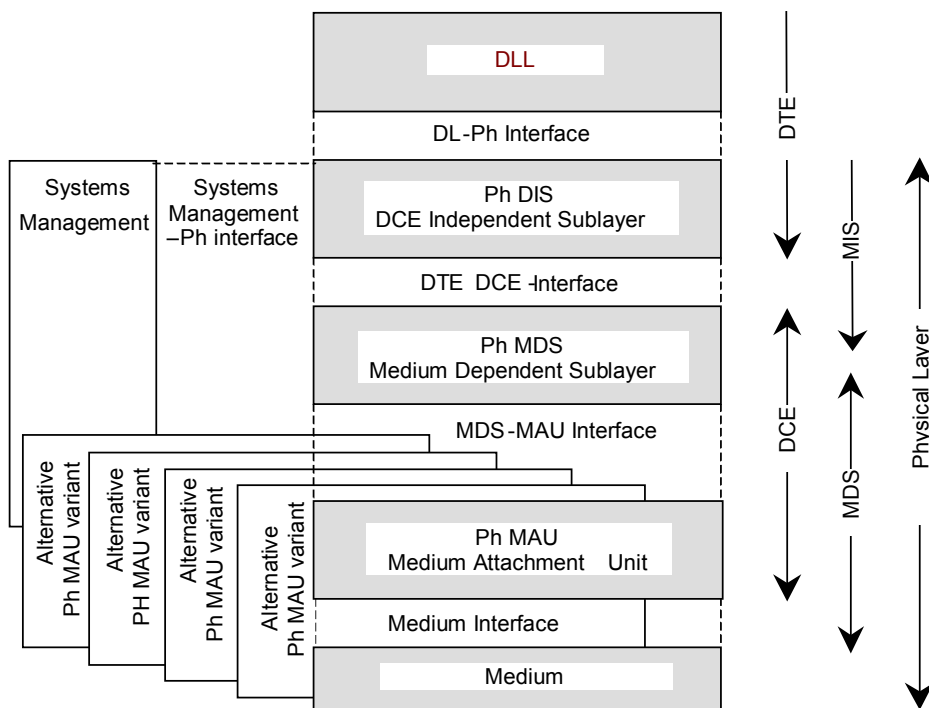 DLL
DL-Ph Interface
DTE
Systems
Management
Systems
Management
–Ph interface
Ph DIS
DCE Independent Sublayer
MIS
DTE DCE-Interface
Ph MDS
Medium Dependent Sublayer
Physical Layer
DCE
MDS-MAU Interface
MDS
Alternative
Ph MAU variant
Alternative
PH MAU variant
Alternative
Ph MAU variant
Alternative
Ph MAU variant
Ph MAU
Medium Attachment Unit
Medium Interface
Medium